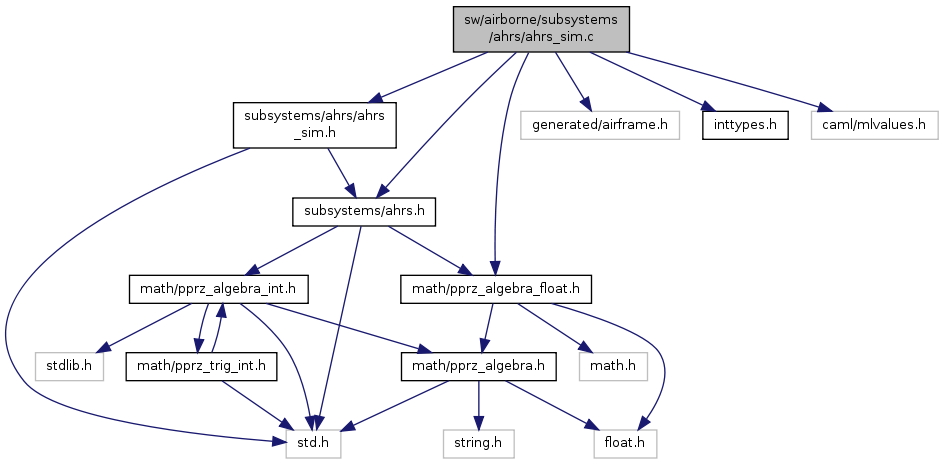 sw/airborne/subsystems
/ahrs/ahrs_sim.c
subsystems/ahrs/ahrs
_sim.h
generated/airframe.h
inttypes.h
caml/mlvalues.h
subsystems/ahrs.h
math/pprz_algebra_int.h
math/pprz_algebra_float.h
stdlib.h
math/pprz_trig_int.h
math/pprz_algebra.h
math.h
std.h
string.h
float.h